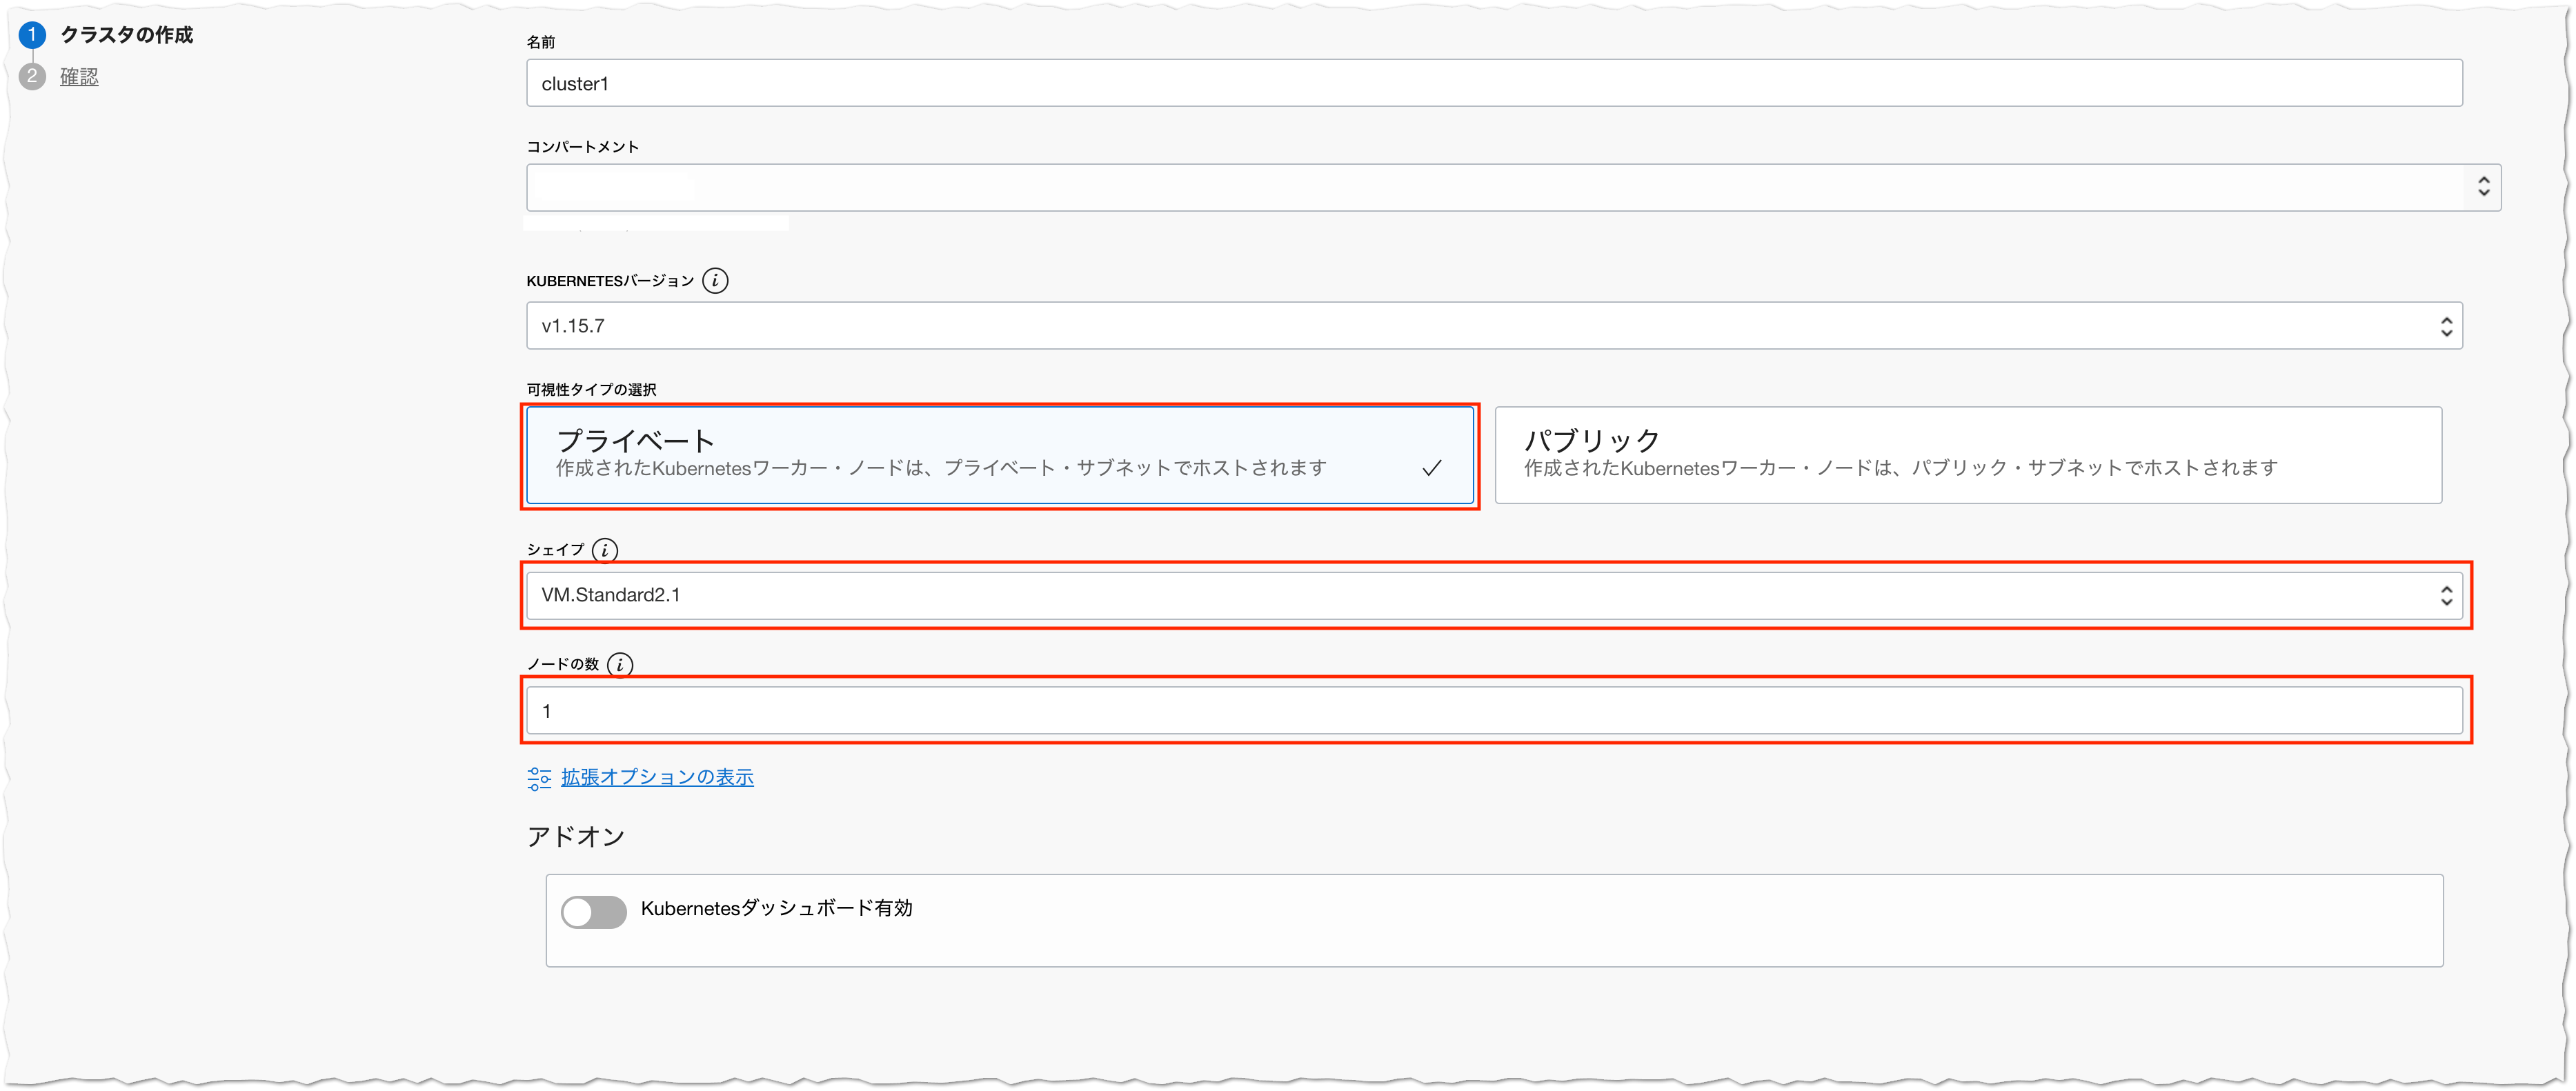 1 クラスタの作成
2 確認
名前
cluster1
コンパートメント
KUBERNETESバージョン i
v1.15.7
可視性タイプの選択
プライベート
作成されたKubernetesワーカー・ノードは、プライベート・サブネットでホストされます
パブリック
作成されたKubernetesワーカー・ノードは、パブリック・サブネットでホストされます
シェイプ i
VM.Standard2.1
ノードの数 i
1
拡張オプションの表示
アドオン
Kubernetesダッシュボード有効